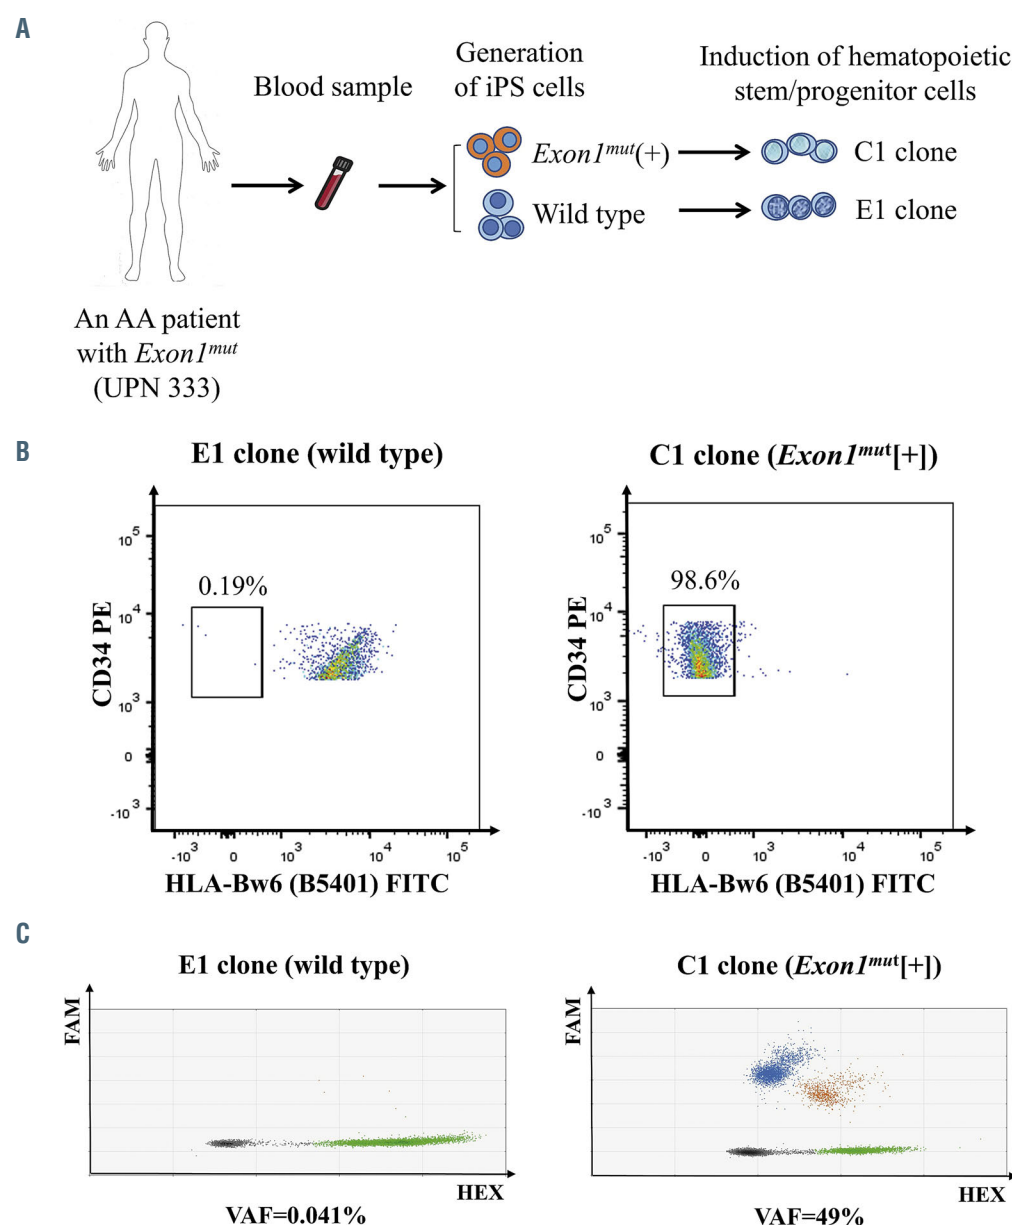 A
Blood sample
Generation
of iPS cells
Induction of hematopoietic
stem/progenitor cells
Exon1mut(+)
C1 clone
Wild type
E1 clone
An AA patient
with Exon1mut
(UPN 333)
B
E1 clone (wild type)
C1 clone (Exon1mut[+])
CD34 PE
10 5
10 4
10 3
0
-10 3
0.19%
-10 3
0
10 3
10 4
10 5
HLA-Bw6 (B5401) FITC
CD34 PE
10 5
10 4
10 3
0
-10 3
98.6%
-10 3
0
10 3
10 4
10 5
HLA-Bw6 (B5401) FITC
C
E1 clone (wild type)
C1 clone (Exon1mut[+])
FAM
HEX
VAF=0.041%
FAM
HEX
VAF=49%